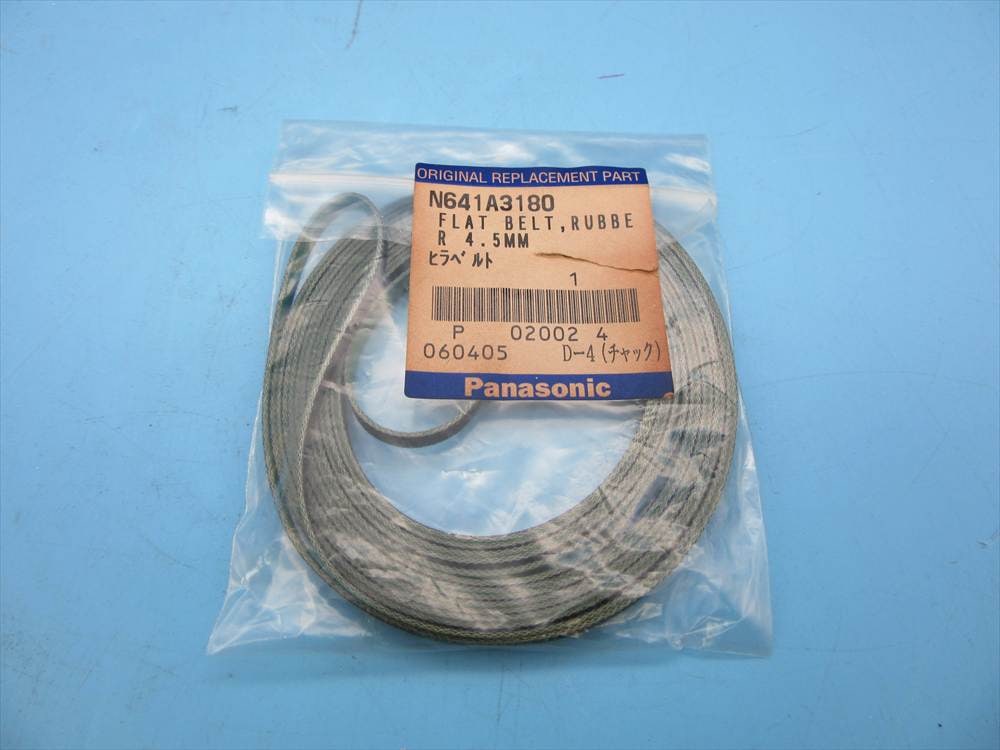 ORIGINAL REPLACEMENT PART
N641A3180
FLAT BELT,RUBBE
R 4.5MM
ヒラベルト
1
P 02002 4
060405 D-4(チャック)
Panasonic